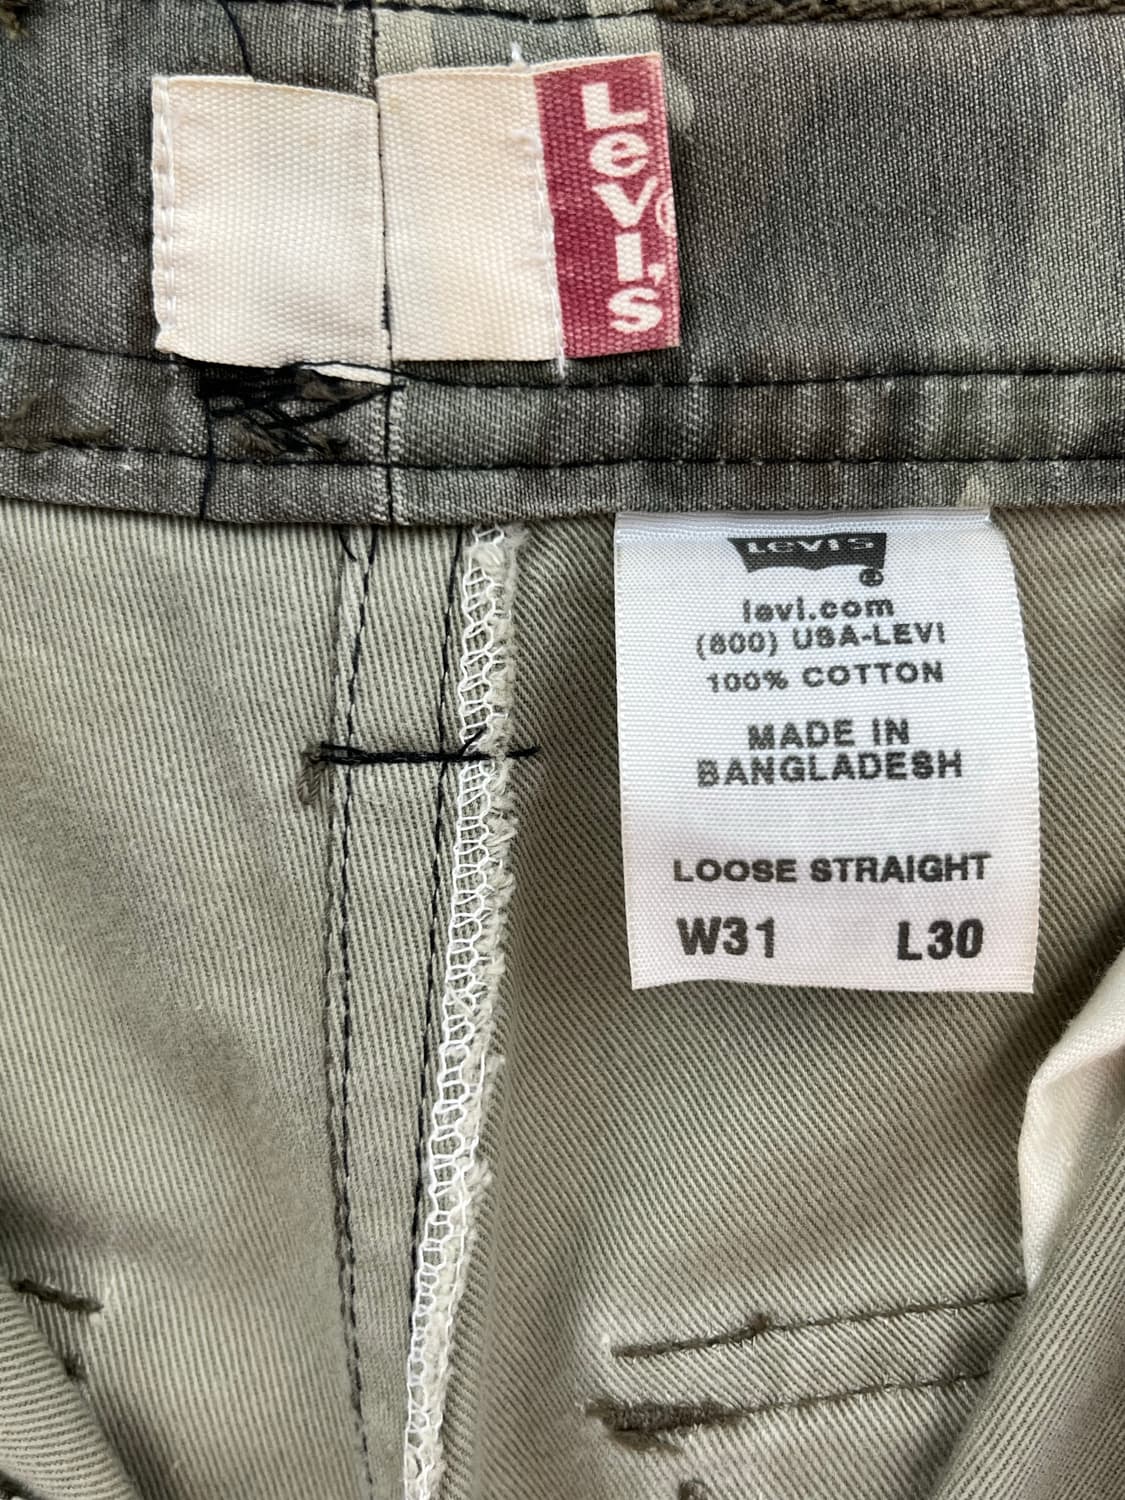 Levi's®
Levi's
®
levi.com
(800) USA-LEVI
100% COTTON
MADE IN
BANGLADESH
LOOSE STRAIGHT
W31 L30